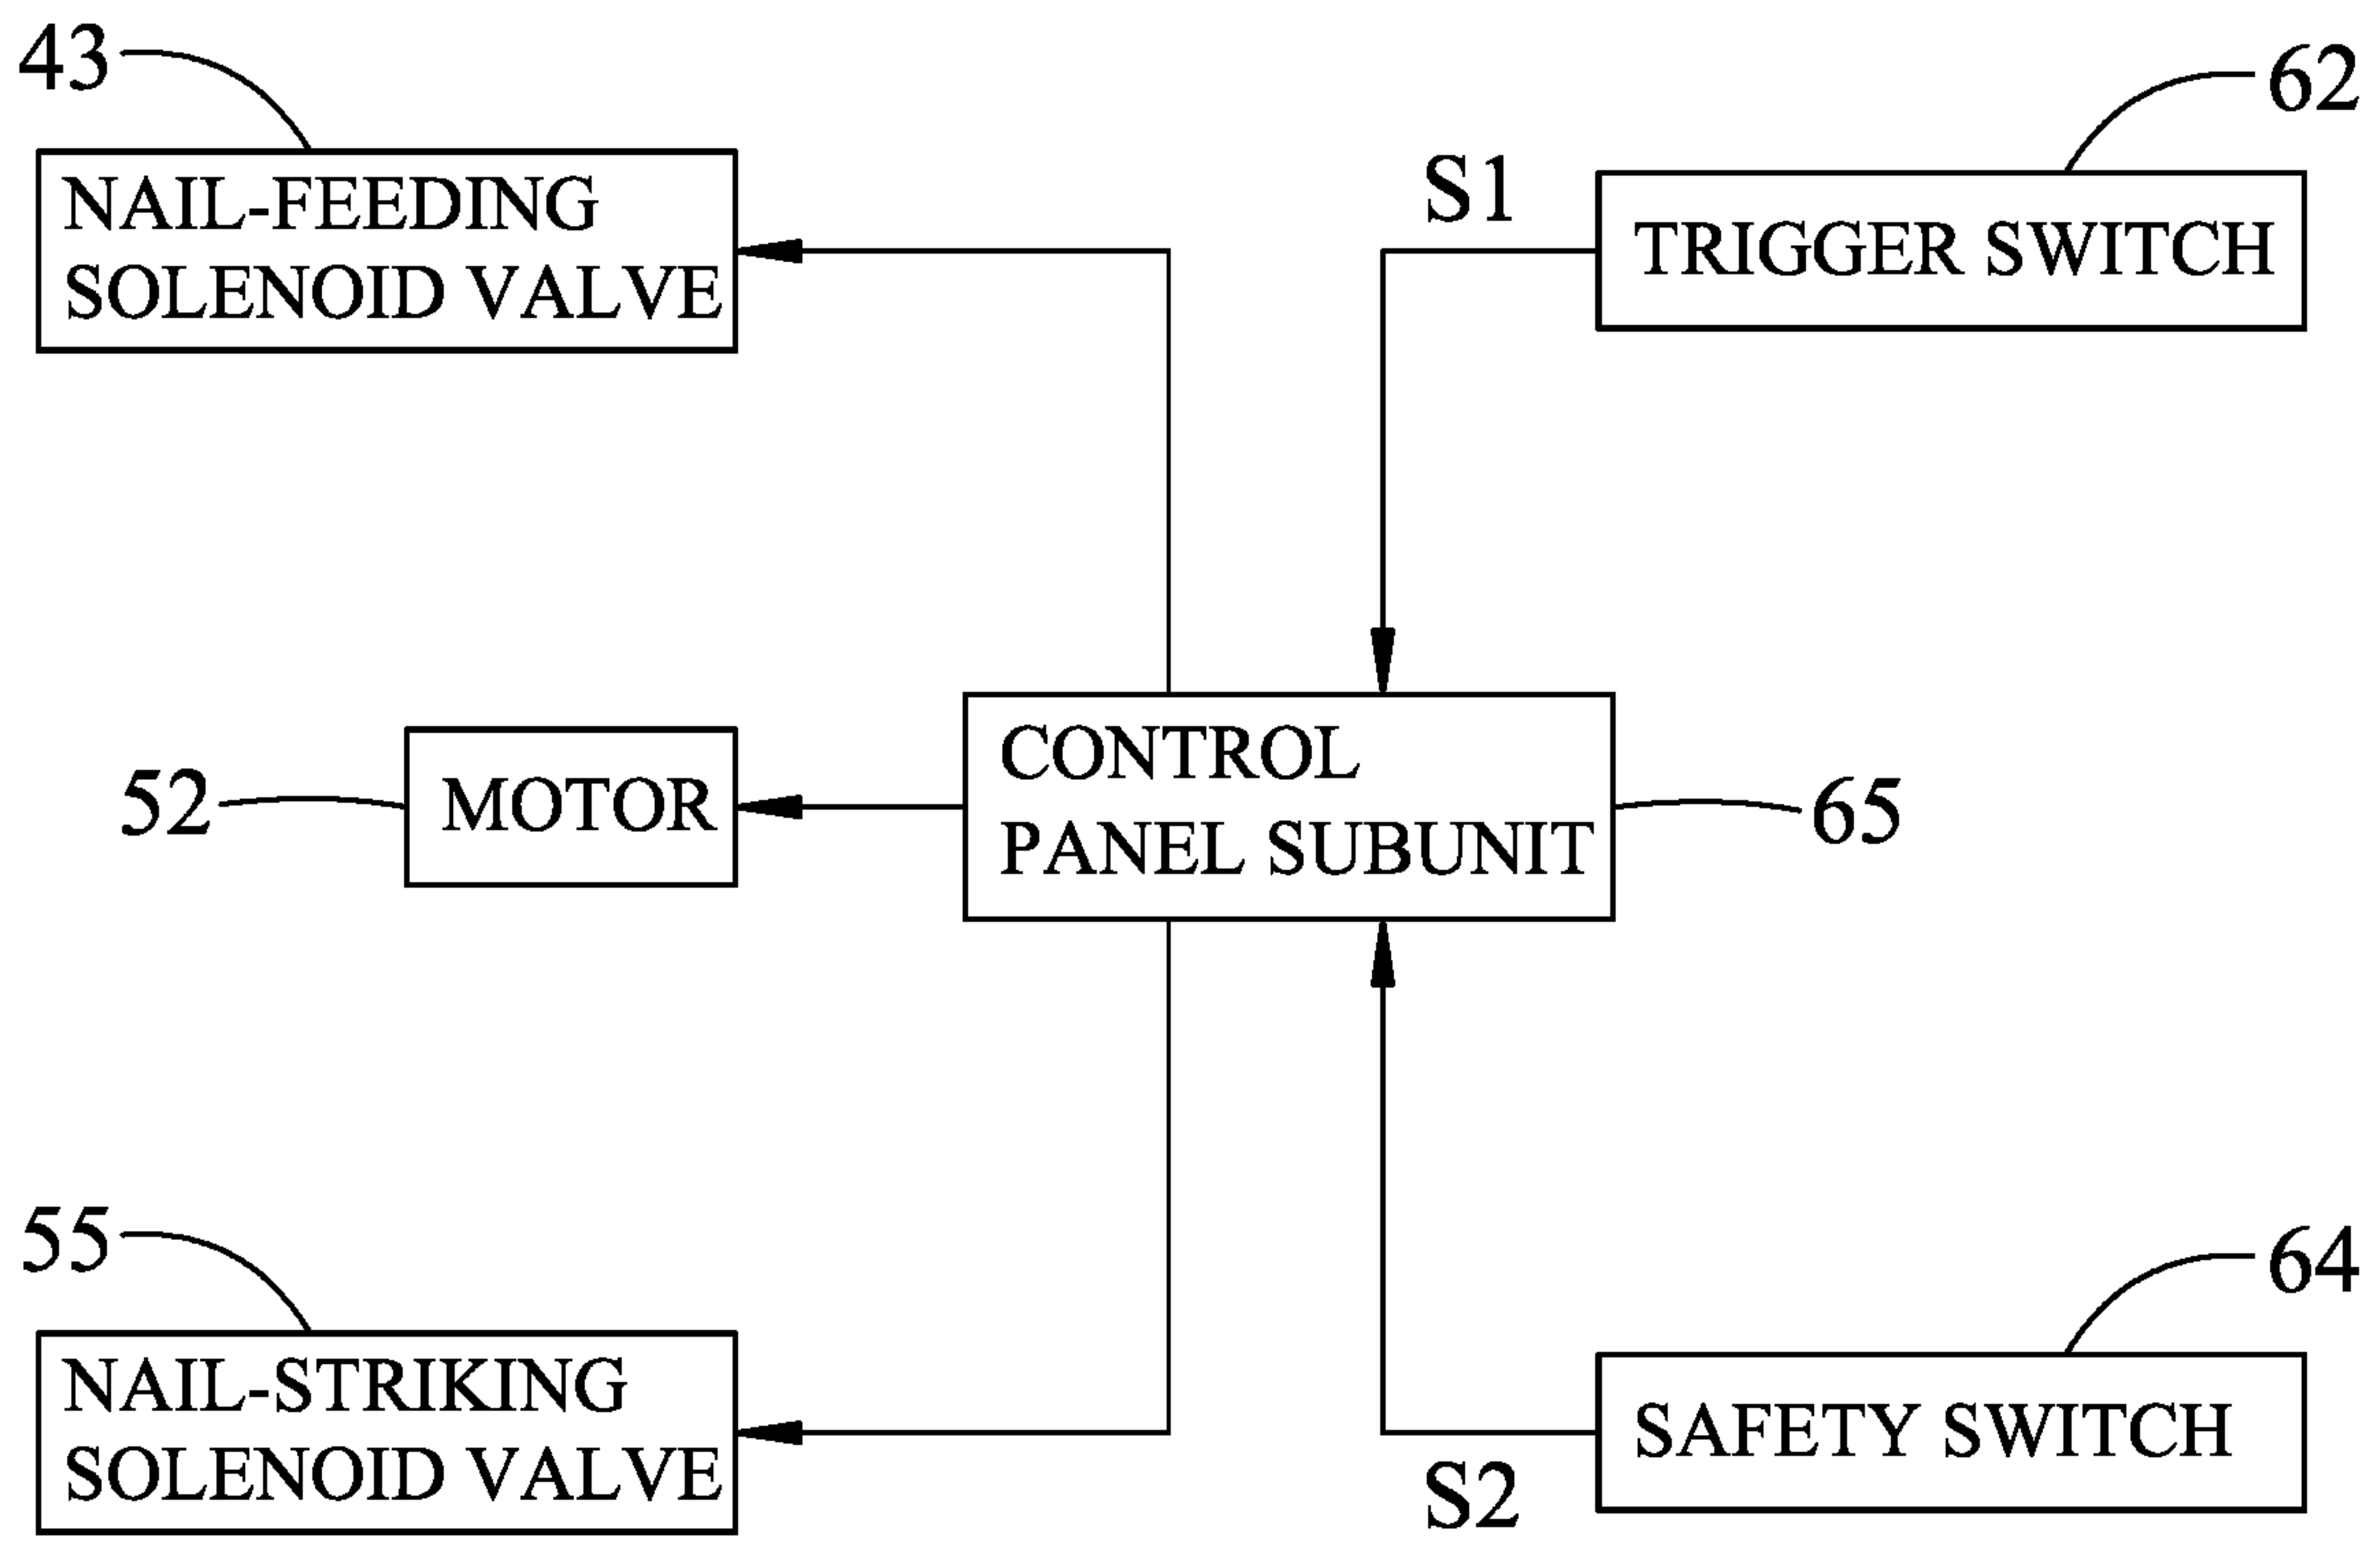 43
NAIL-FEEDING
SOLENOID VALVE
S1
62
TRIGGER SWITCH
52
MOTOR
CONTROL
PANEL SUBUNIT
65
55
NAIL-STRIKING
SOLENOID VALVE
S2
64
SAFETY SWITCH